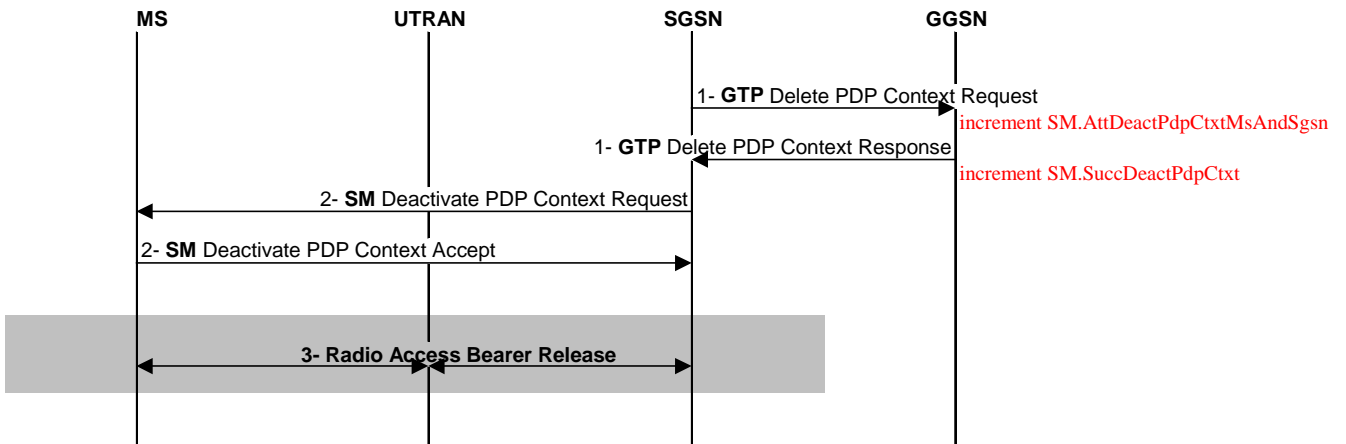 MS UTRAN SGSN GGSN
1- GTP Delete PDP Context Request
increment SM.AttDeactPdpCtxtMsAndSgsn
1- GTP Delete PDP Context Response
increment SM.SuccDeactPdpCtxt
2- SM Deactivate PDP Context Request
2- SM Deactivate PDP Context Accept
3- Radio Access Bearer Release